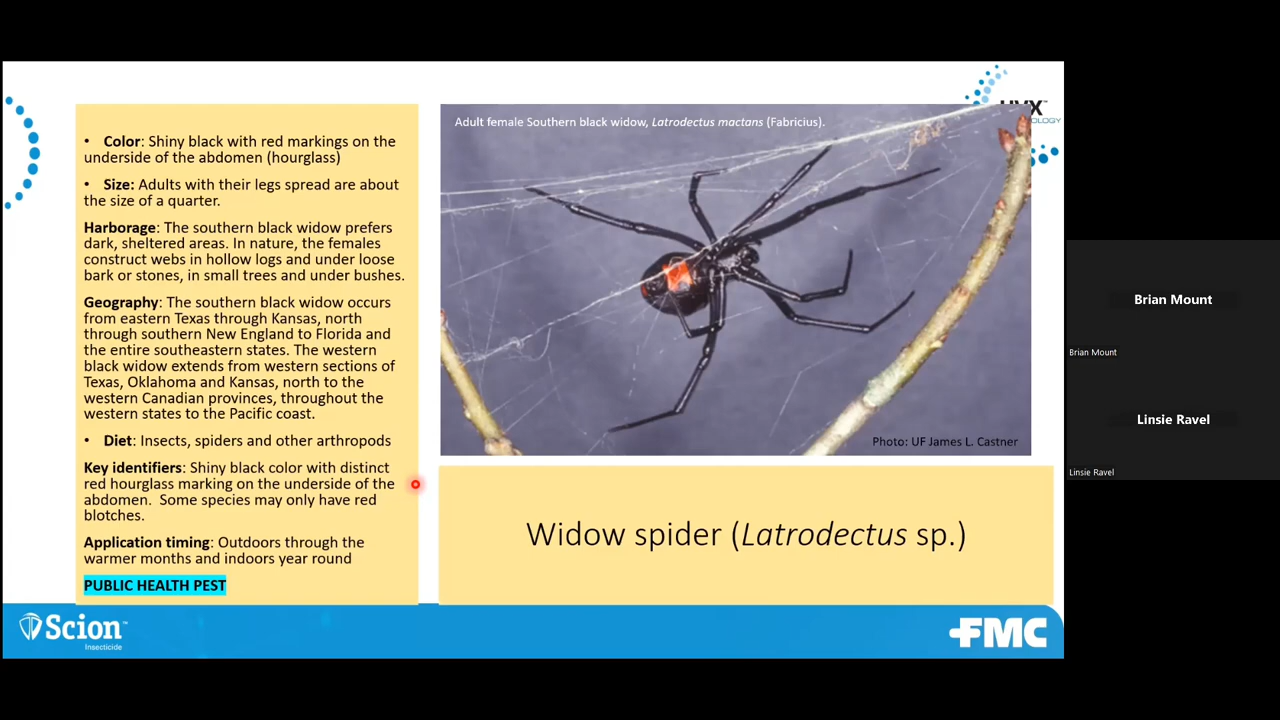 • Color: Shiny black with red markings on the
underside of the abdomen (hourglass)
• Size: Adults with their legs spread are about
the size of a quarter.
Harborage: The southern black widow prefers
dark, sheltered areas. In nature, the females
construct webs in hollow logs and under loose
bark or stones, in small trees and under bushes.
Geography: The southern black widow occurs
from eastern Texas through Kansas, north
through southern New England to Florida and
the entire southeastern states. The western
black widow extends from western sections of
Texas, Oklahoma and Kansas, north to the
western Canadian provinces, throughout the
western states to the Pacific coast.
• Diet: Insects, spiders and other arthropods
Key identifiers: Shiny black color with distinct
red hourglass marking on the underside of the
abdomen.  Some species may only have red
blotches.
Application timing: Outdoors through the
warmer months and indoors year round
PUBLIC HEALTH PEST
Adult female Southern black widow, Latrodectus mactans (Fabricius).
Photo: UF James L. Castner
Widow spider (Latrodectus sp.)
Scion™
Insecticide
FMC
Brian Mount
Brian Mount
Linsie Ravel
Linsie Ravel